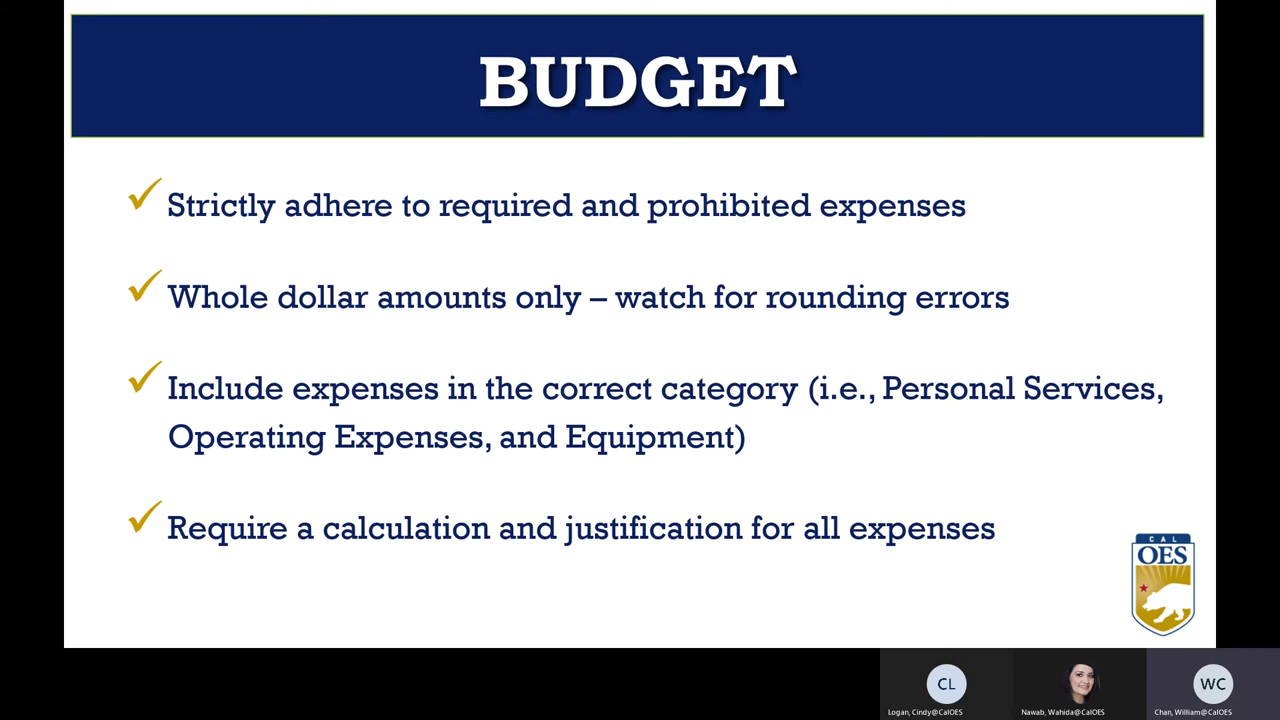 BUDGET
✓ Strictly adhere to required and prohibited expenses
✓ Whole dollar amounts only – watch for rounding errors
✓ Include expenses in the correct category (i.e., Personal Services,
Operating Expenses, and Equipment)
✓ Require a calculation and justification for all expenses
CAL
OES
CL
WC
Logan, Cindy@CalOES
Nawab, Wahida@CalOES
Chan, William@CalOES